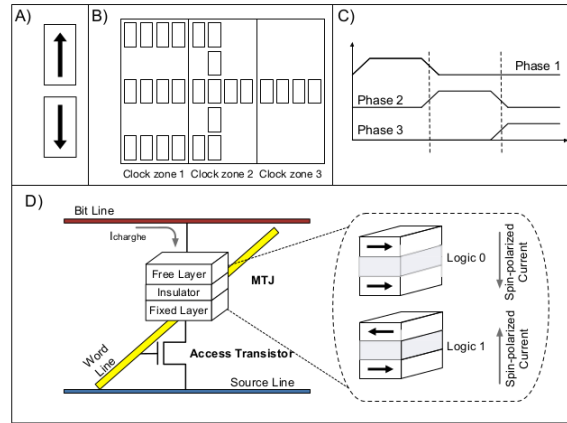 A)
B)
Clock zone 1 Clock zone 2 Clock zone 3
C)
Phase 1
Phase 2
Phase 3
D)
Bit Line
Icharghe
Free Layer
Insulator
Fixed Layer
MTJ
Word
Line
Access Transistor
Source Line
Logic 0
Spin-polarized
Current
Logic 1
Spin-polarized
Current